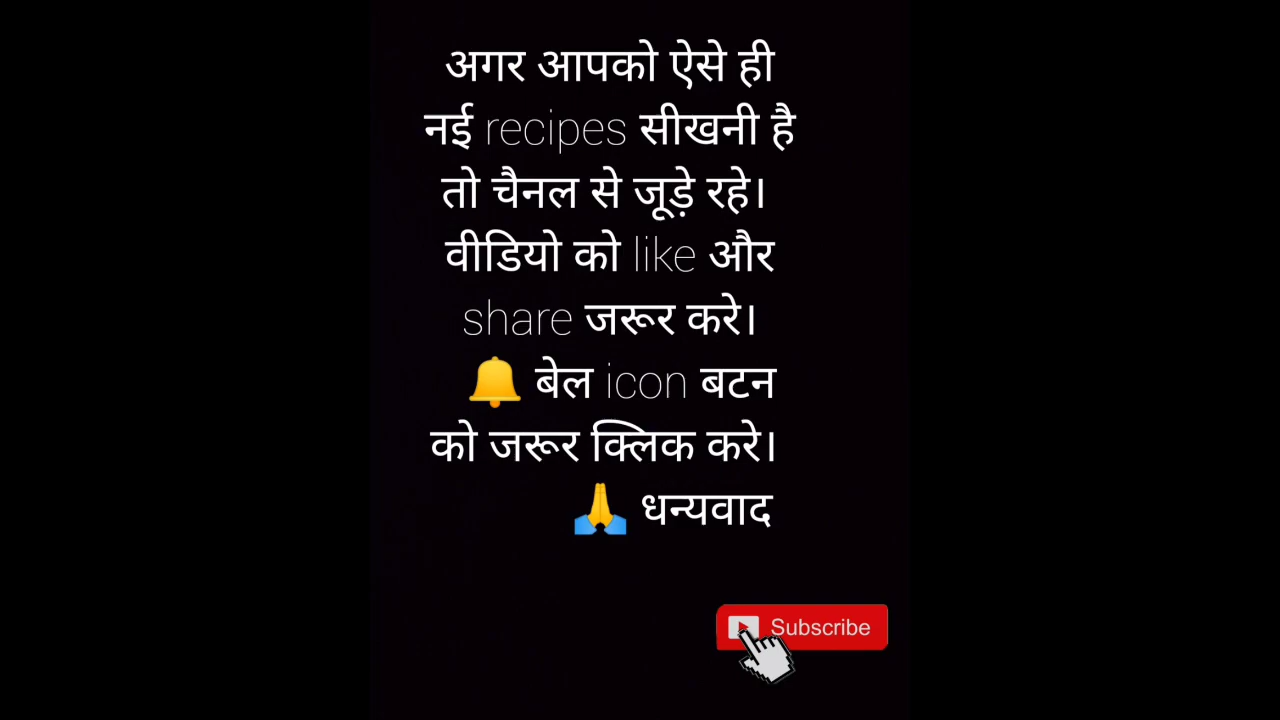 अगर आपको ऐसे ही
नई recipes सीखनी है
तो चैनल से जूड़े रहे।
वीडियो को like और
share जरूर करे।
🔔 बेल icon बटन
को जरूर क्लिक करे।
🙏 धन्यवाद
Subscribe